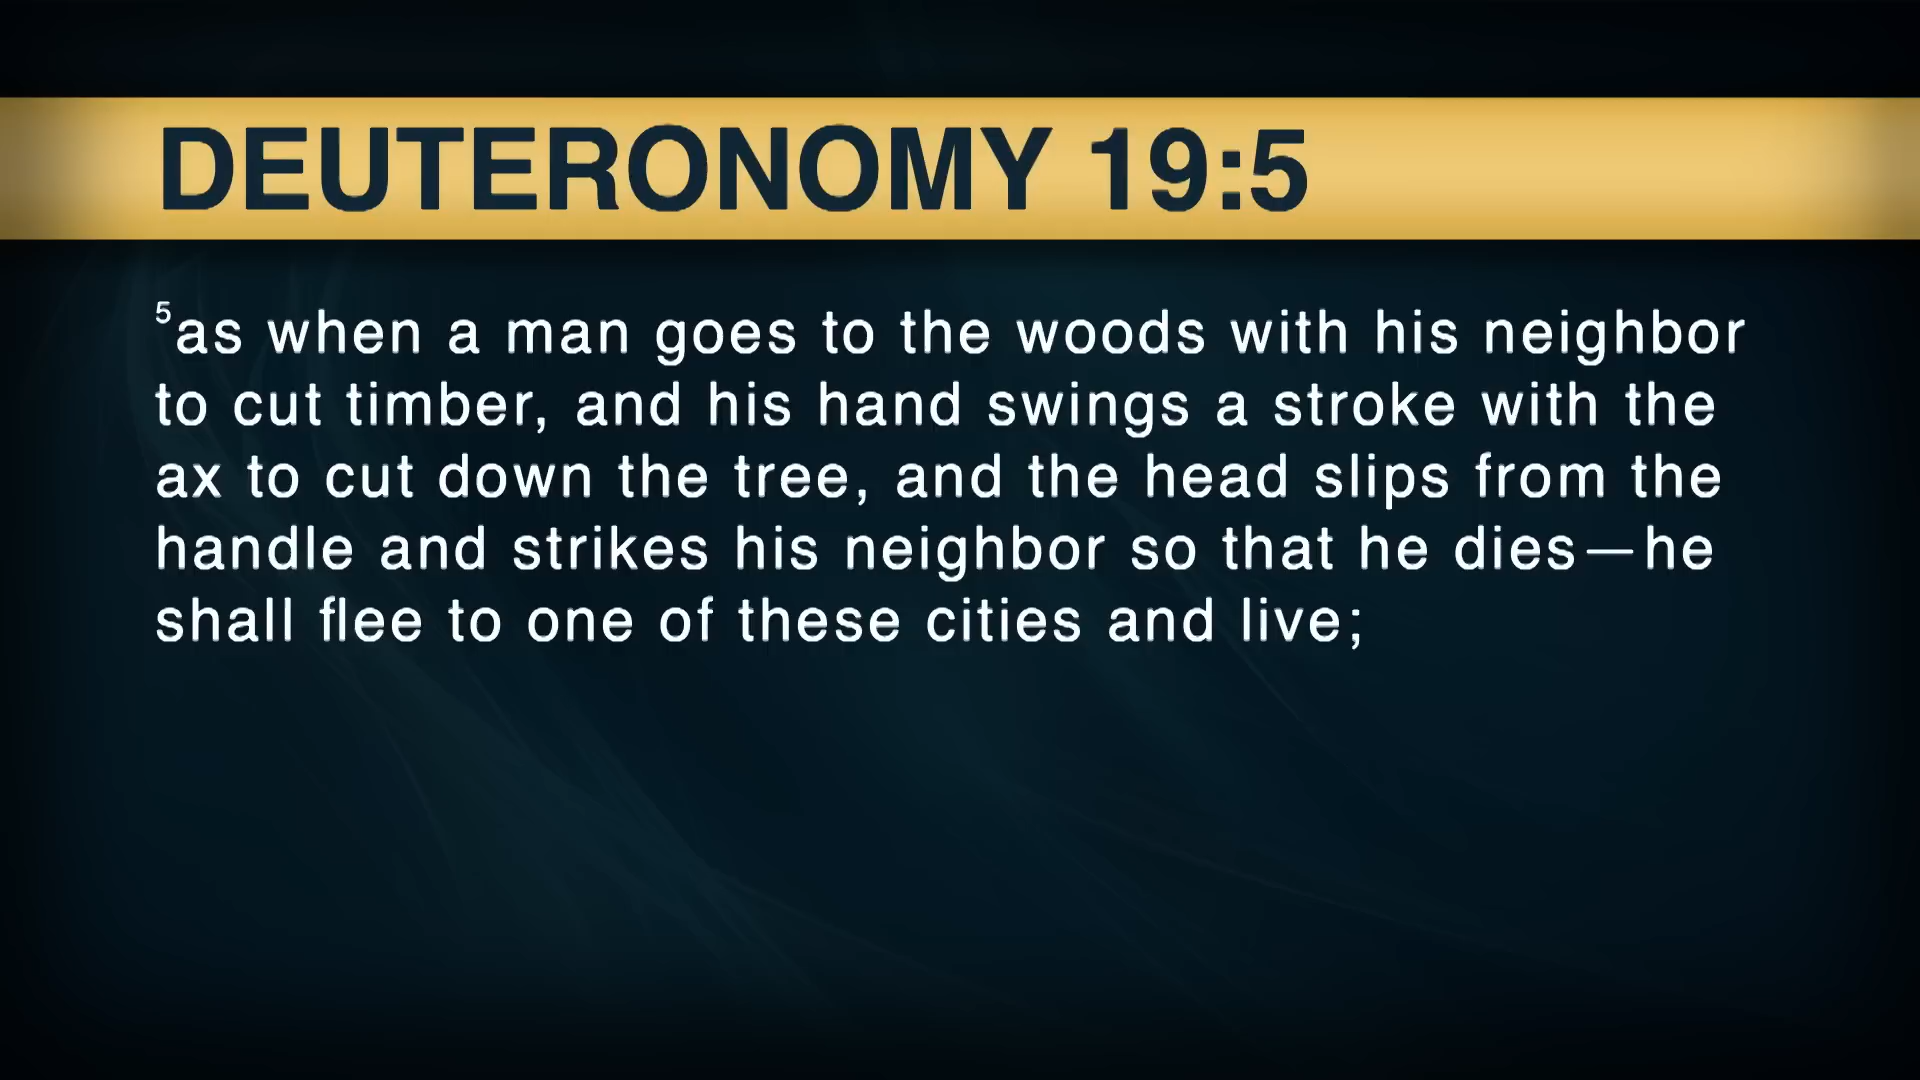 DEUTERONOMY 19:5
⁵as when a man goes to the woods with his neighbor
to cut timber, and his hand swings a stroke with the
ax to cut down the tree, and the head slips from the
handle and strikes his neighbor so that he dies—he
shall flee to one of these cities and live;